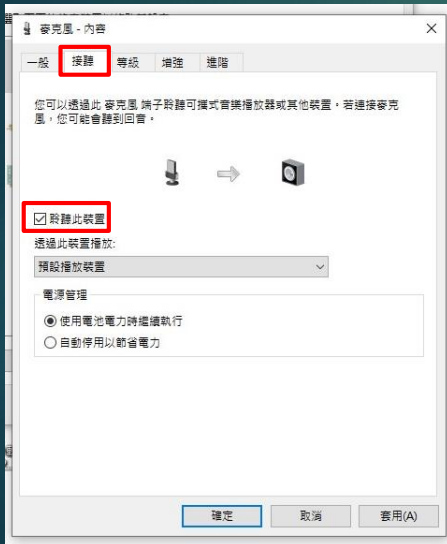 麥克風 - 內容
一般 接聽 等級 增強 進階
您可以透過此 麥克風 端子聆聽可攜式音樂播放器或其他裝置。若連接麥克
風，您可能會聽到回音。
聆聽此裝置
透過此裝置播放:
預設播放裝置
電源管理
使用電池電力時繼續執行
自動停用以節省電力
確定 取消 套用(A)